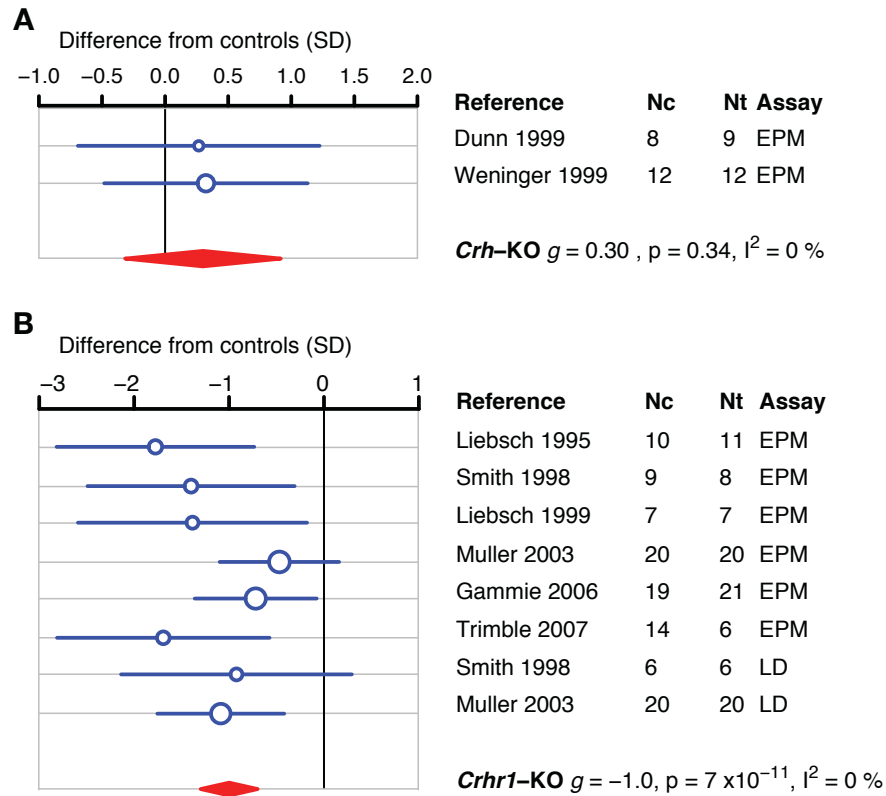 A
Difference from controls (SD)
−1.0 −0.5 0.0 0.5 1.0 1.5 2.0
Reference Nc Nt Assay
Dunn 1999 8 9 EPM
Weninger 1999 12 12 EPM
Crh–KO g = 0.30 , p = 0.34, I² = 0 %
B
Difference from controls (SD)
−3 −2 −1 0 1
Reference Nc Nt Assay
Liebsch 1995 10 11 EPM
Smith 1998 9 8 EPM
Liebsch 1999 7 7 EPM
Muller 2003 20 20 EPM
Gammie 2006 19 21 EPM
Trimble 2007 14 6 EPM
Smith 1998 6 6 LD
Muller 2003 20 20 LD
Crhr1–KO g = −1.0, p = 7 x10⁻¹¹, I² = 0 %